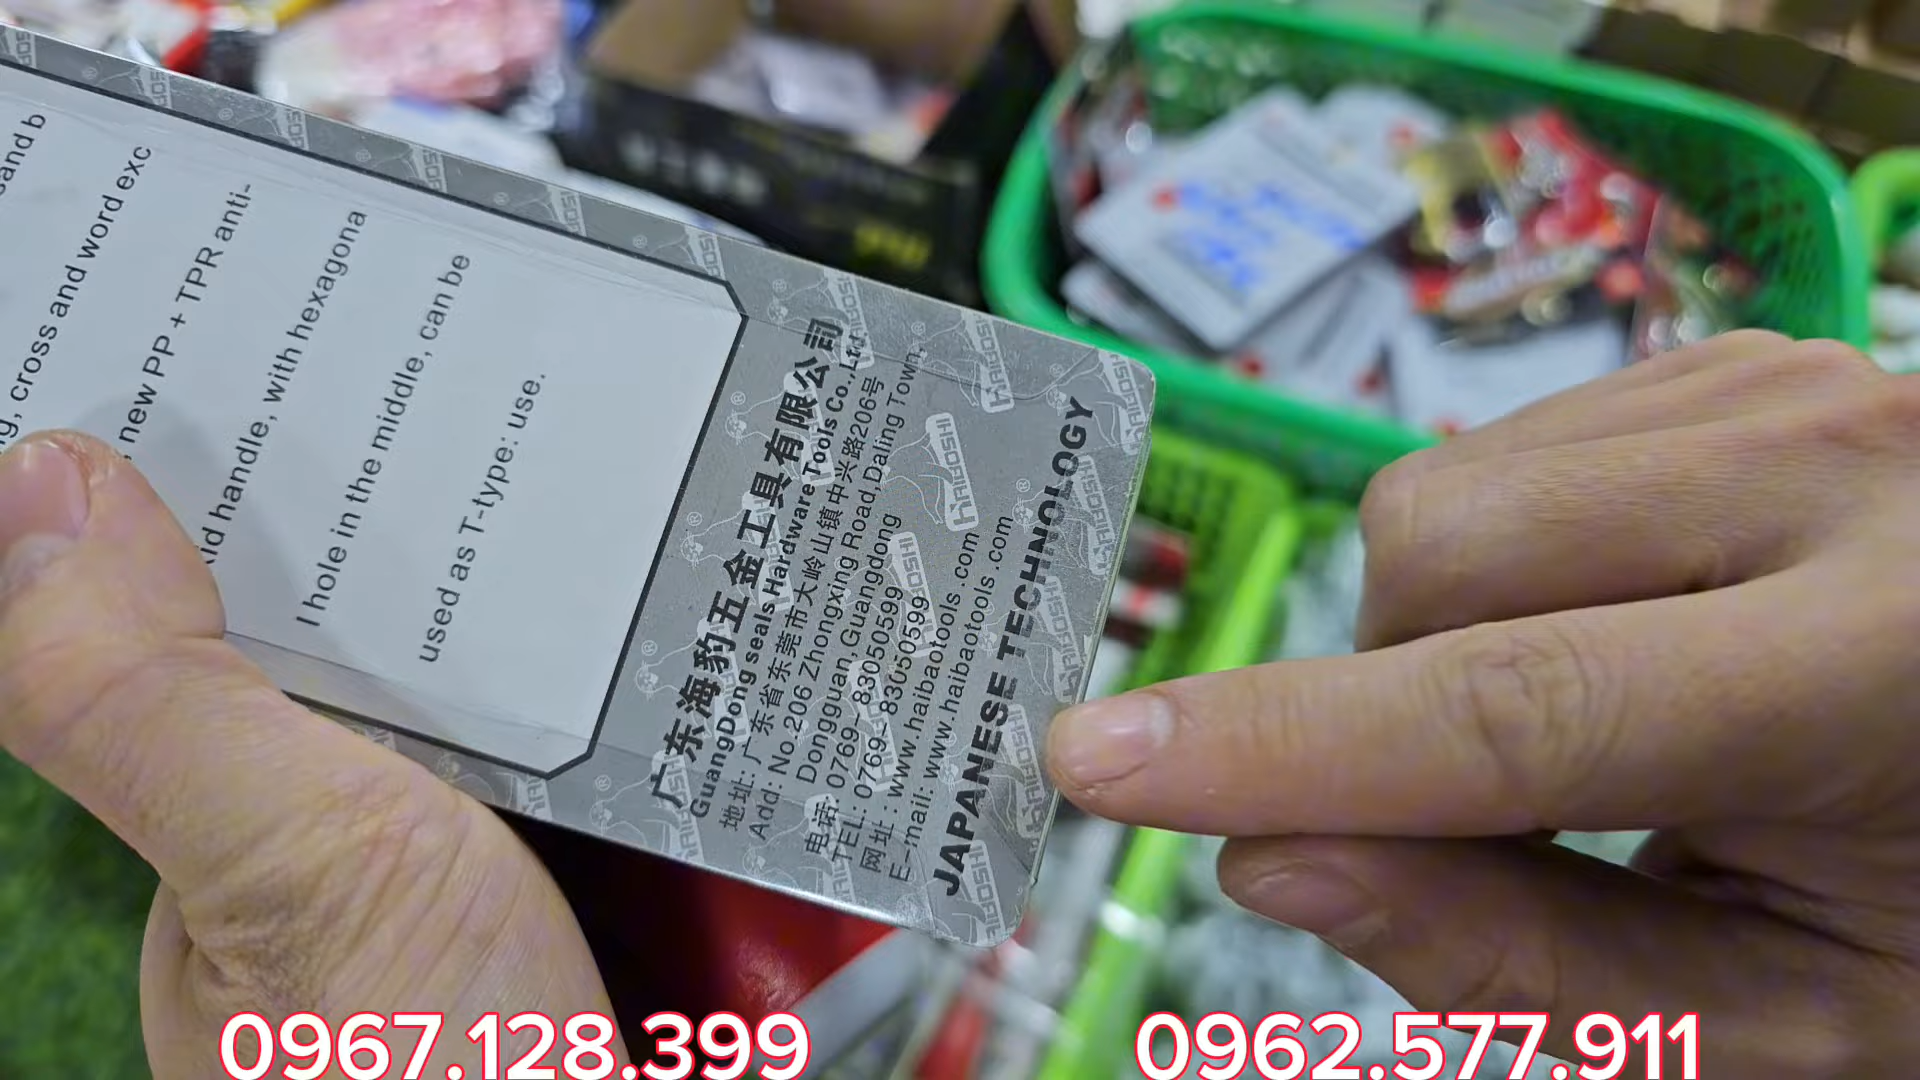 sand b
g, cross and word exc
, new PP + TPR anti-
id handle, with hexagona
l hole in the middle, can be
used as T-type: use.
广东海豹五金工具有限公司
GuangDong seals Hardware Tools Co.,Ltd
地址: 广东省东莞市大岭山镇中兴路206号
Add: No.206 Zhongxing Road,Daling Town,
Dongguan Guangdong
电话: 0769-83050599
TEL: 0769-83050599
网址: www.haibaotools.com
E-mail: www.haibaotools.com
JAPANESE TECHNOLOGY
HAIBOSHI
0967.128.399
0962.577.911